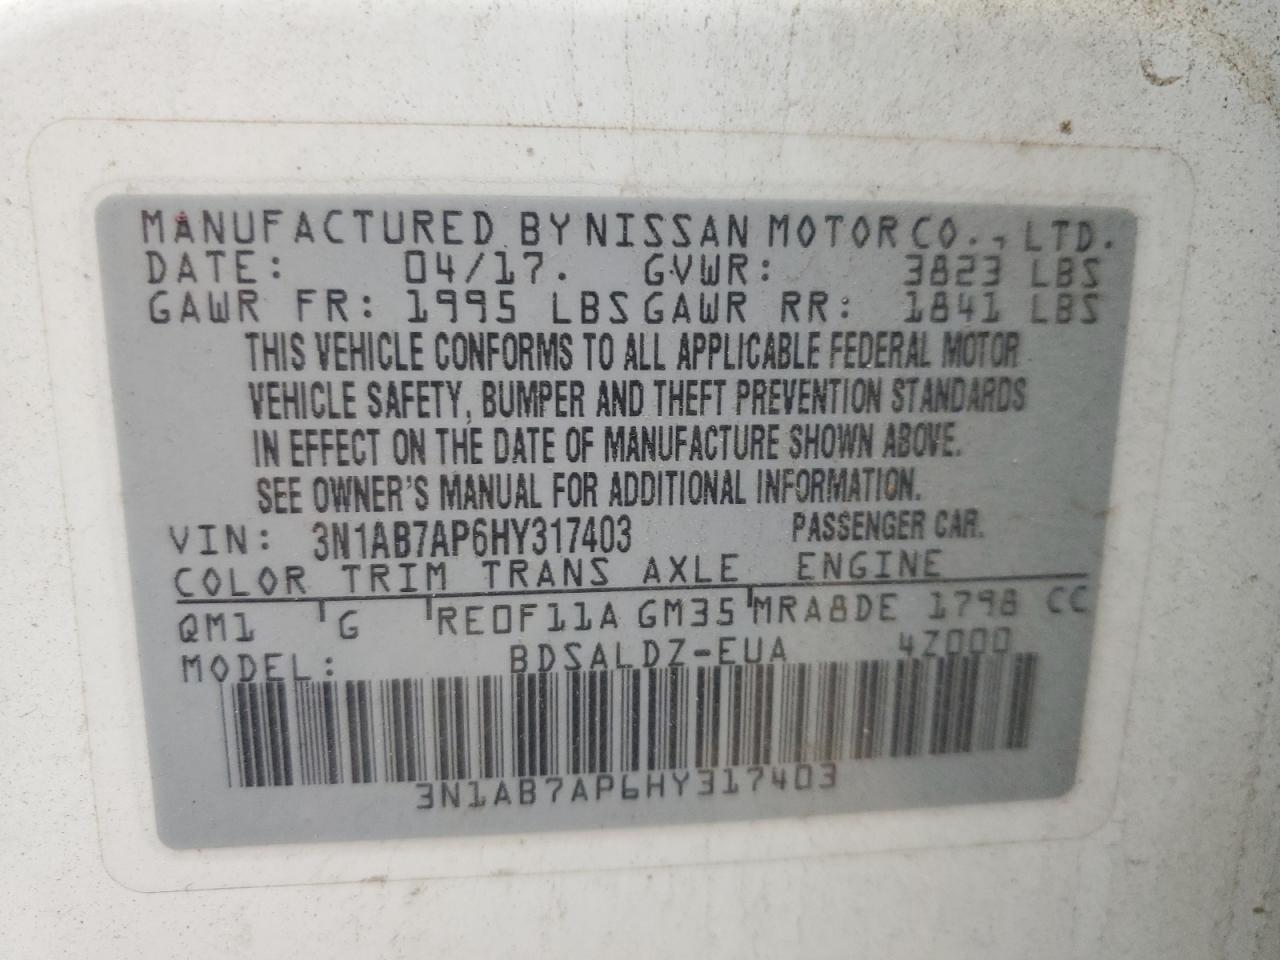 MANUFACTURED BY NISSAN MOTOR CO., LTD.
DATE: 04/17. GVWR: 3823 LBS
GAWR FR: 1995 LBS GAWR RR: 1841 LBS
THIS VEHICLE CONFORMS TO ALL APPLICABLE FEDERAL MOTOR
VEHICLE SAFETY, BUMPER AND THEFT PREVENTION STANDARDS
IN EFFECT ON THE DATE OF MANUFACTURE SHOWN ABOVE.
SEE OWNER'S MANUAL FOR ADDITIONAL INFORMATION.
VIN: 3N1AB7AP6HY317403 PASSENGER CAR.
COLOR TRIM TRANS AXLE ENGINE
QM1 G RE0F11A GM35 MRA8DE 1798 CC
MODEL: BDSALDZ-EUA 4Z000
3N1AB7AP6HY317403